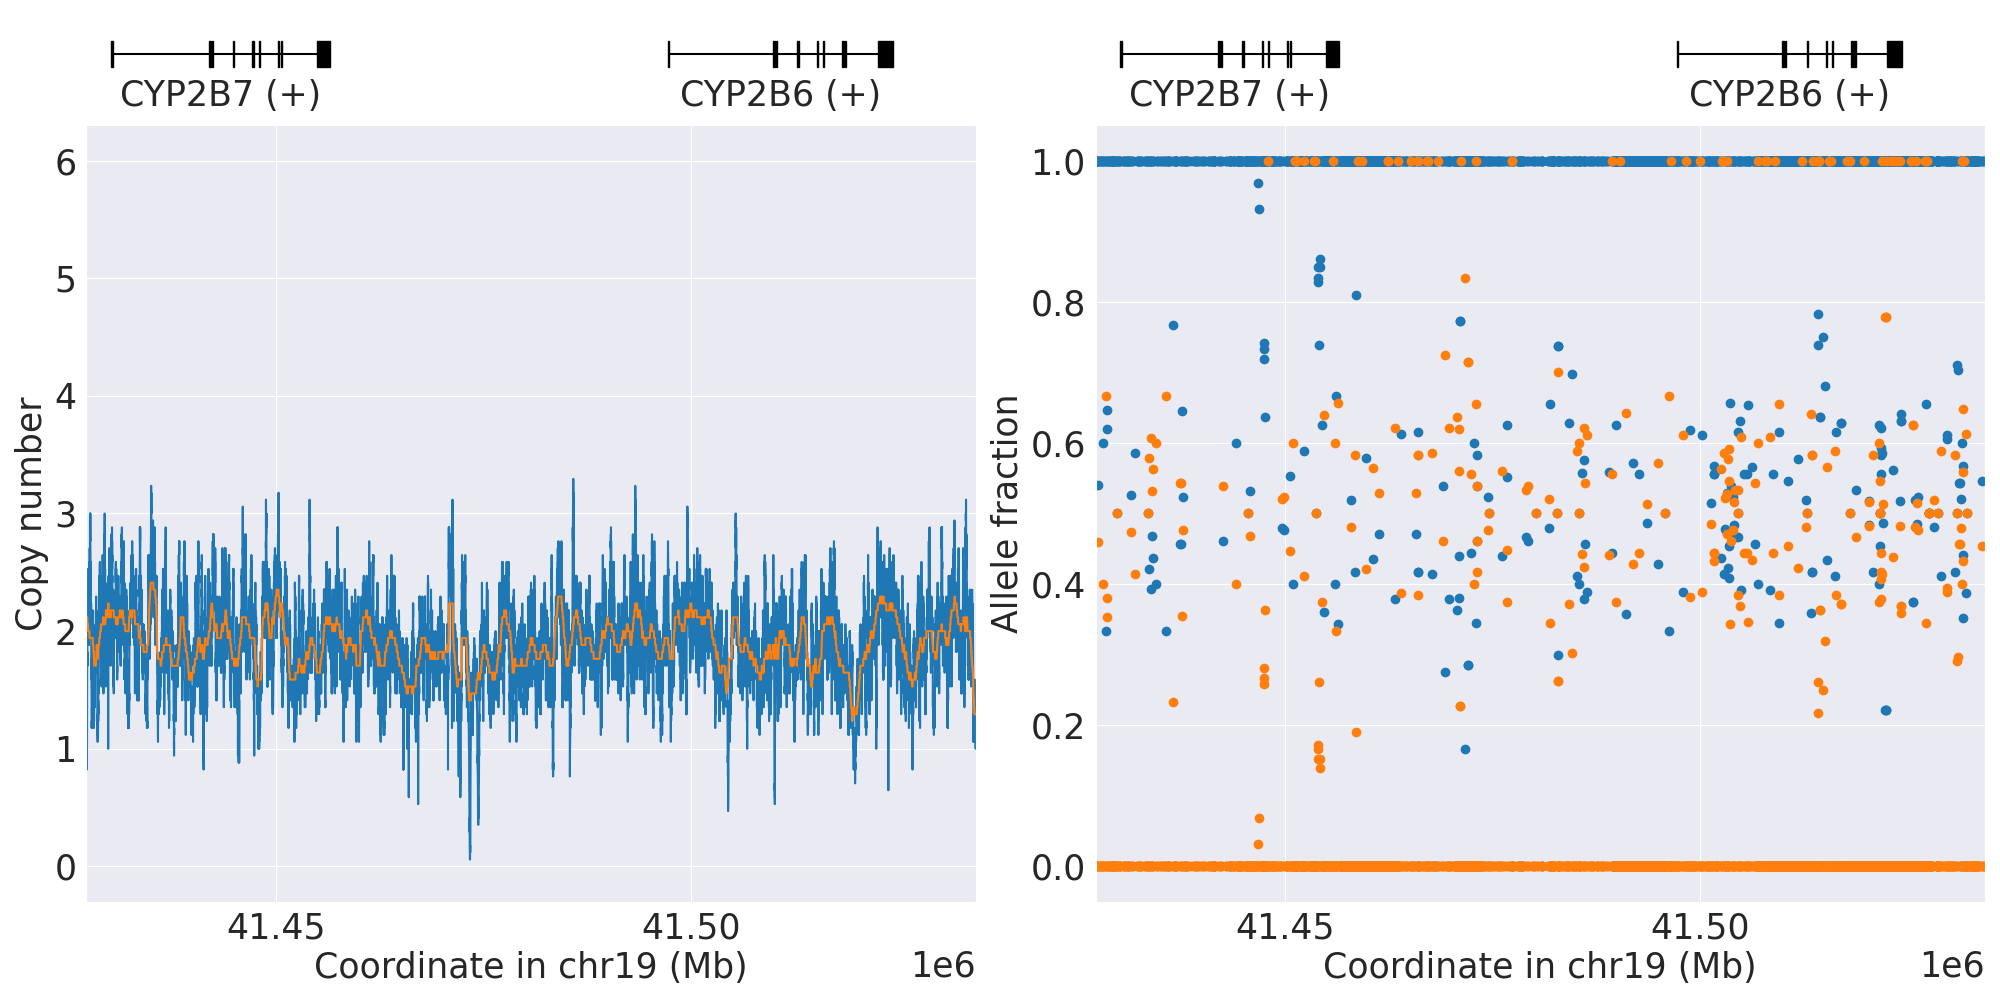 CYP2B7 (+)
CYP2B6 (+)
6
5
4
3
2
1
0
Copy number
41.45
41.50
Coordinate in chr19 (Mb)
1e6
CYP2B7 (+)
CYP2B6 (+)
1.0
0.8
0.6
0.4
0.2
0.0
Allele fraction
41.45
41.50
Coordinate in chr19 (Mb)
1e6